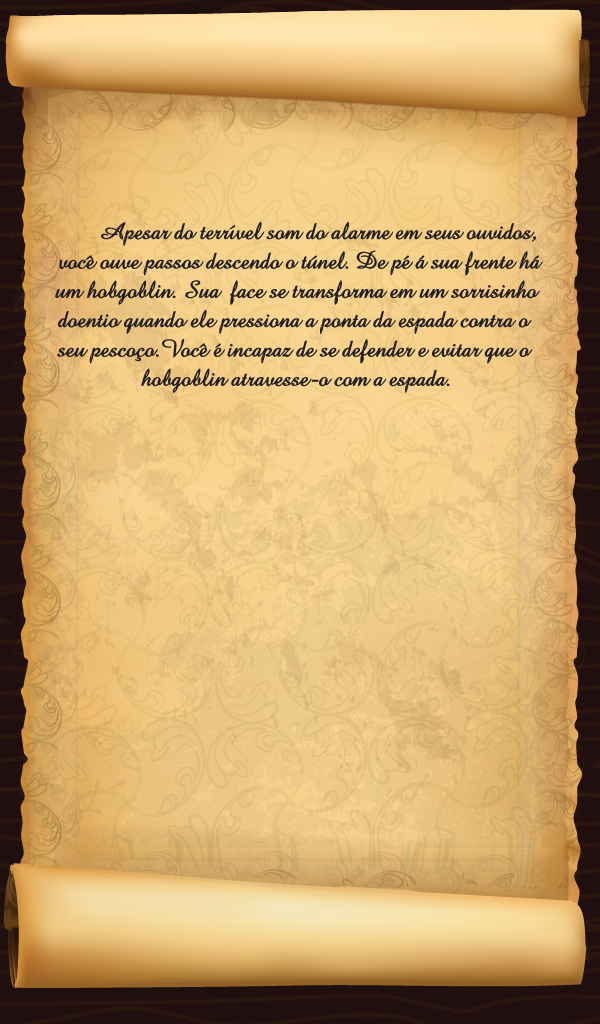 Apesar do terrível som do alarme em seus ouvidos,
você ouve passos descendo o túnel. De pé á sua frente há
um hobgoblin. Sua face se transforma em um sorrisinho
doentio quando ele pressiona a ponta da espada contra o
seu pescoço. Você é incapaz de se defender e evitar que o
hobgoblin atravesse-o com a espada.